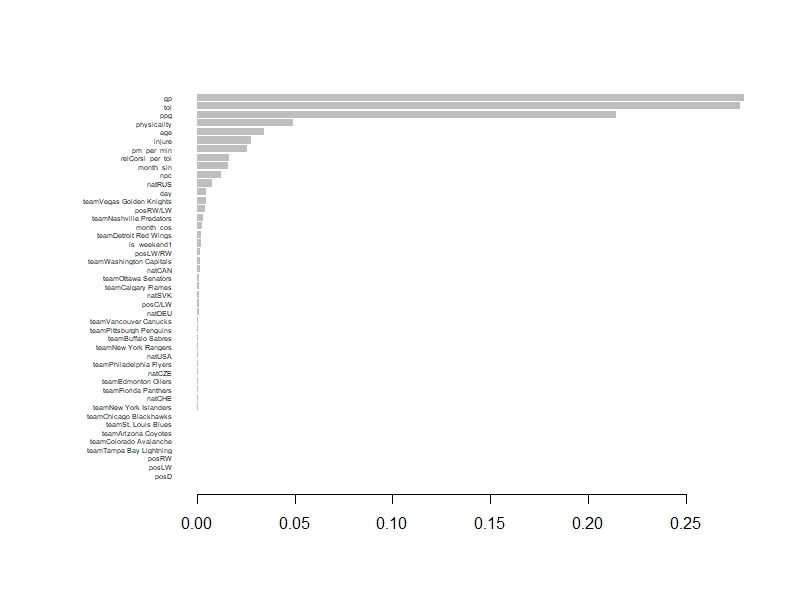 gp
toi
ppg
physicality
age
injure
pm_per_min
relCorsi_per_toi
month_sin
npc
natRUS
day
teamVegas Golden Knights
posRW/LW
teamNashville Predators
month_cos
teamDetroit Red Wings
is_weekend1
posLW/RW
teamWashington Capitals
natCAN
teamOttawa Senators
teamCalgary Flames
natSVK
posC/LW
natDEU
teamVancouver Canucks
teamPittsburgh Penguins
teamBuffalo Sabres
teamNew York Rangers
natUSA
teamPhiladelphia Flyers
natCZE
teamEdmonton Oilers
teamFlorida Panthers
natCHE
teamNew York Islanders
teamChicago Blackhawks
teamSt. Louis Blues
teamArizona Coyotes
teamColorado Avalanche
teamTampa Bay Lightning
posRW
posLW
posD
0.00 0.05 0.10 0.15 0.20 0.25